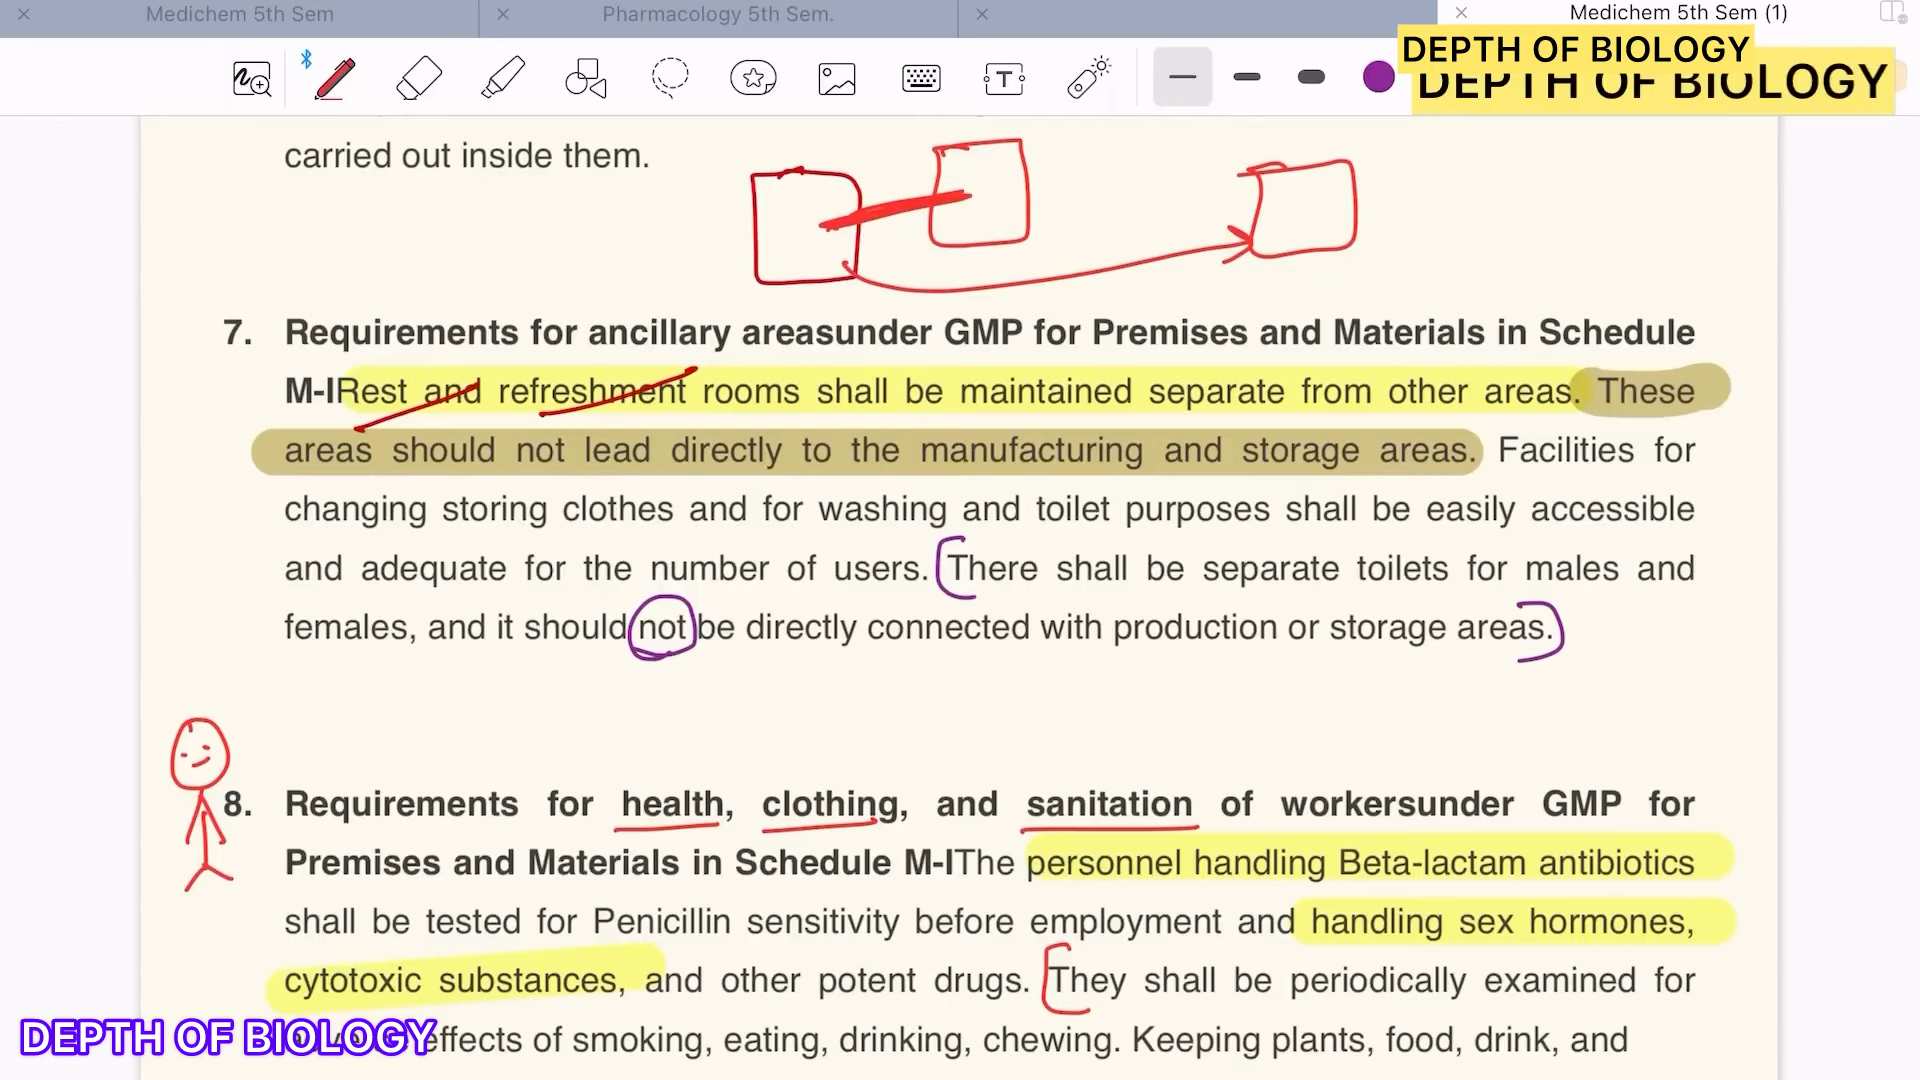 Medichem 5th Sem
Pharmacology 5th Sem.
Medichem 5th Sem (1)
DEPTH OF BIOLOGY
DEPTH OF BIOLOGY
carried out inside them.
7. Requirements for ancillary areasunder GMP for Premises and Materials in Schedule
M-IRest and refreshment rooms shall be maintained separate from other areas. These
areas should not lead directly to the manufacturing and storage areas. Facilities for
changing storing clothes and for washing and toilet purposes shall be easily accessible
and adequate for the number of users. There shall be separate toilets for males and
females, and it should not be directly connected with production or storage areas.
8. Requirements for health, clothing, and sanitation of workersunder GMP for
Premises and Materials in Schedule M-IThe personnel handling Beta-lactam antibiotics
shall be tested for Penicillin sensitivity before employment and handling sex hormones,
cytotoxic substances, and other potent drugs. They shall be periodically examined for
effects of smoking, eating, drinking, chewing. Keeping plants, food, drink, and
DEPTH OF BIOLOGY